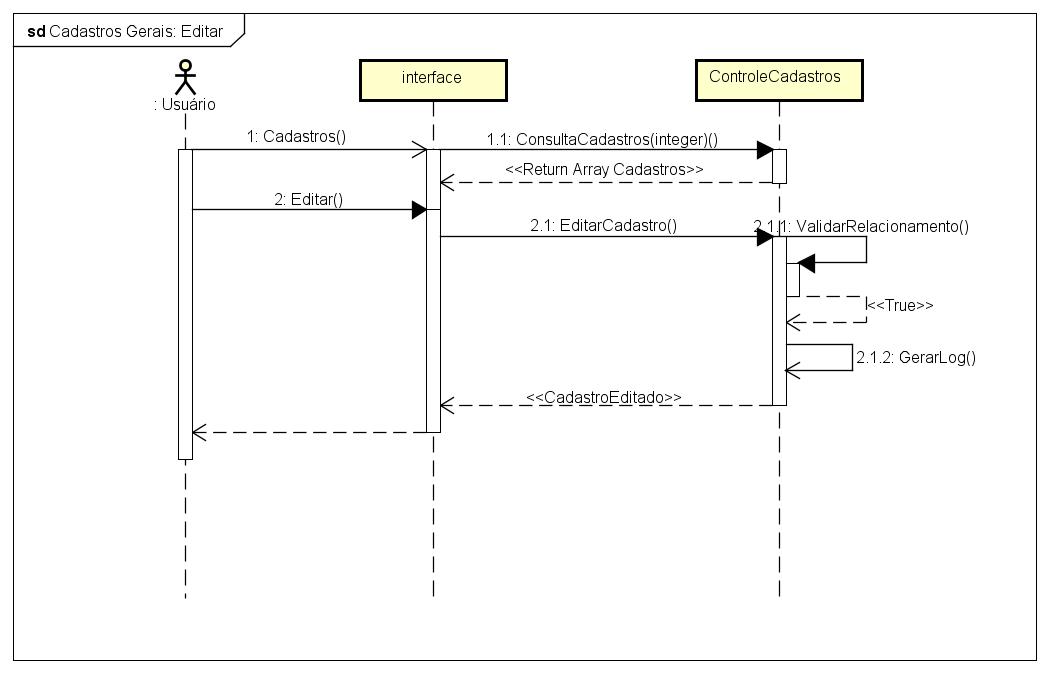 sd Cadastros Gerais: Editar
: Usuário
interface
ControleCadastros
1: Cadastros()
1.1: ConsultaCadastros(integer)()
<<Return Array Cadastros>>
2: Editar()
2.1: EditarCadastro()
2.1.1: ValidarRelacionamento()
<<True>>
2.1.2: GerarLog()
<<CadastroEditado>>